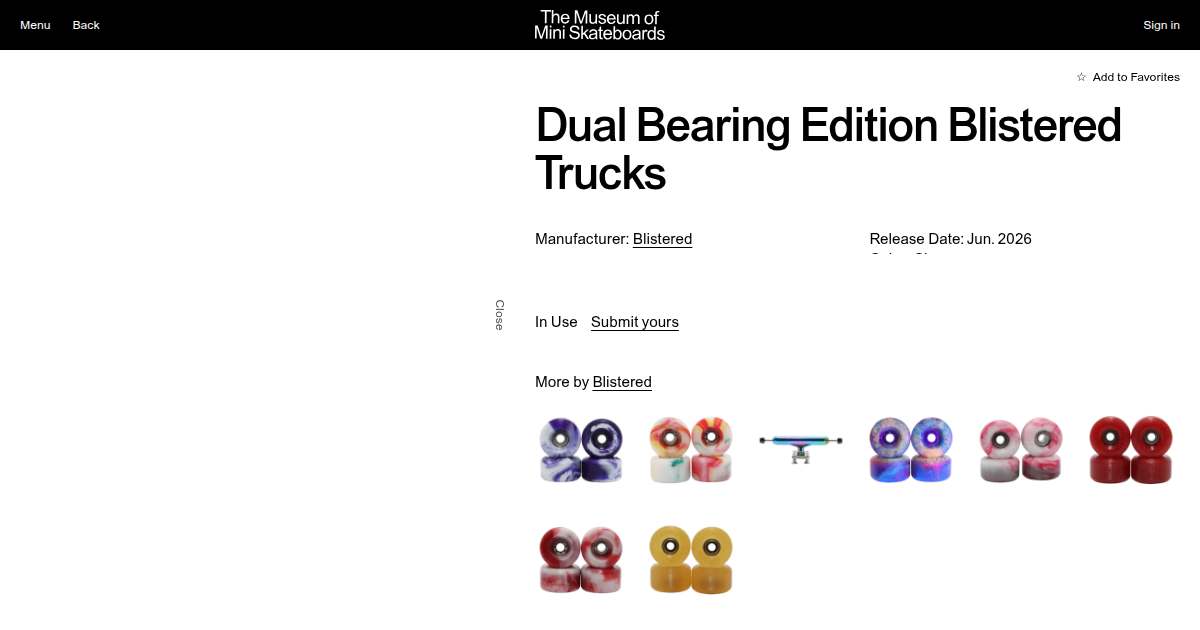 Menu
Back
The Museum of
Mini Skateboards
Sign in
☆ Add to Favorites
Dual Bearing Edition Blistered
Trucks
Manufacturer: Blistered
Release Date: Jun. 2026
Close
In Use Submit yours
More by Blistered